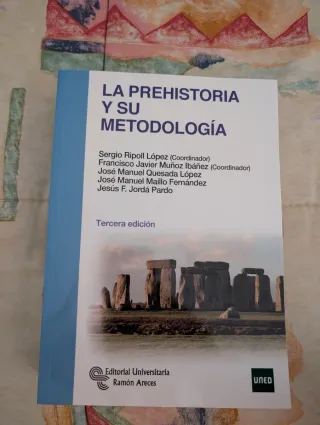 LA PREHISTORIA
Y SU
METODOLOGÍA
Sergio Ripoll López (Coordinador)
Francisco Javier Muñoz Ibáñez (Coordinador)
José Manuel Quesada López
José Manuel Maíllo Fernández
Jesús F. Jordá Pardo
Tercera edición
Editorial Universitaria
Ramón Areces
UNED